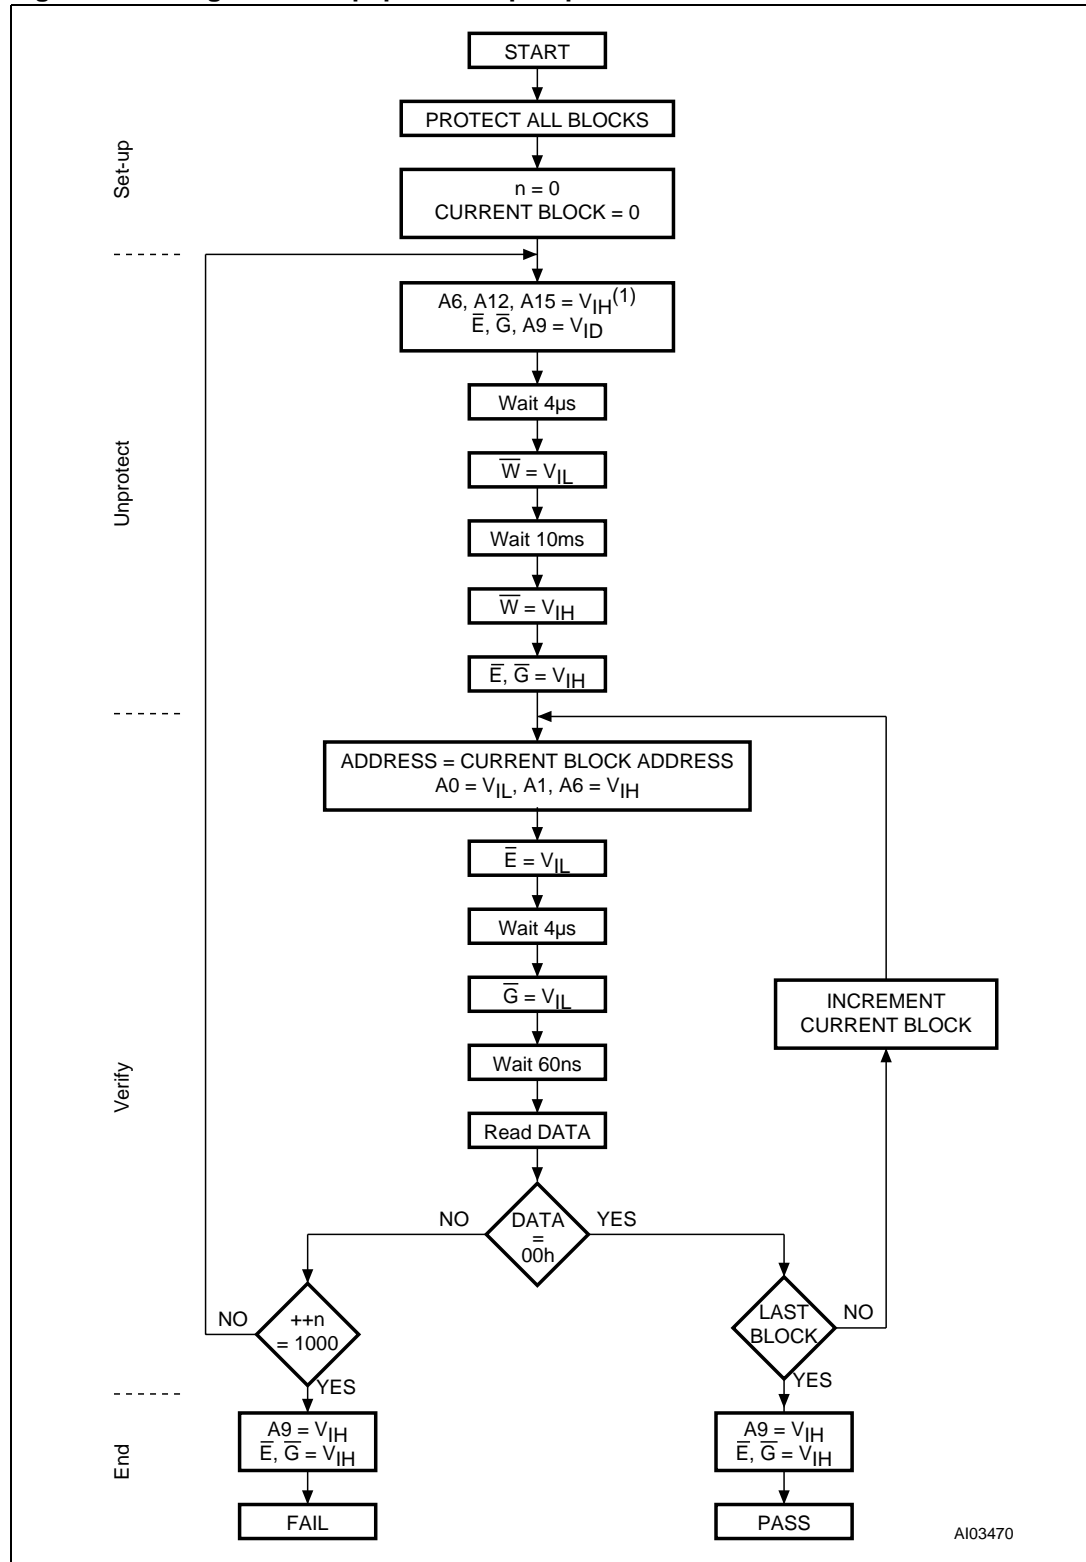 START
PROTECT ALL BLOCKS
Set-up
n = 0
CURRENT BLOCK = 0
A6, A12, A15 = VIH(1)
E̅, G̅, A9 = VID
Wait 4µs
Unprotect
W̅ = VIL
Wait 10ms
W̅ = VIH
E̅, G̅ = VIH
ADDRESS = CURRENT BLOCK ADDRESS
A0 = VIL, A1, A6 = VIH
E̅ = VIL
Wait 4µs
G̅ = VIL
INCREMENT
CURRENT BLOCK
Wait 60ns
Verify
Read DATA
NO
DATA
=
00h
YES
NO
++n
= 1000
YES
LAST
BLOCK
NO
YES
End
A9 = VIH
E̅, G̅ = VIH
A9 = VIH
E̅, G̅ = VIH
FAIL
PASS
AI03470